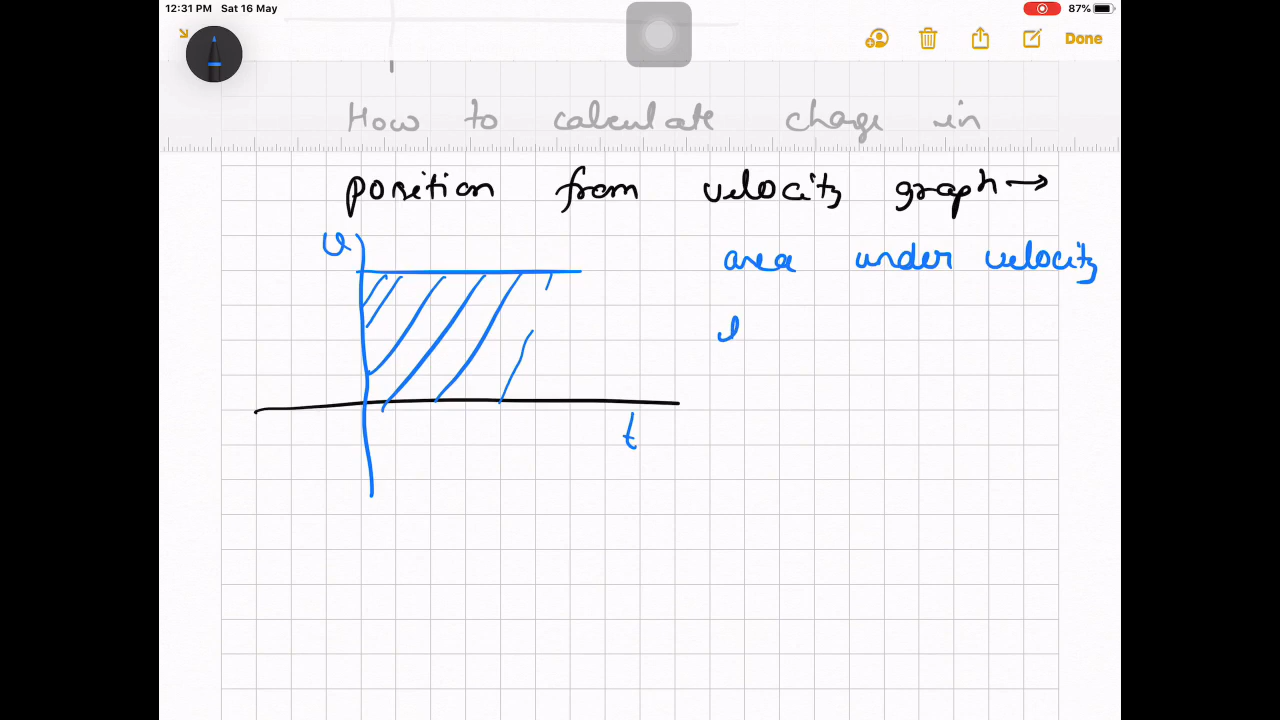 12:31 PM Sat 16 May
87%
Done
How to calculate change in
position from velocity graph →
v
area under velocity
t